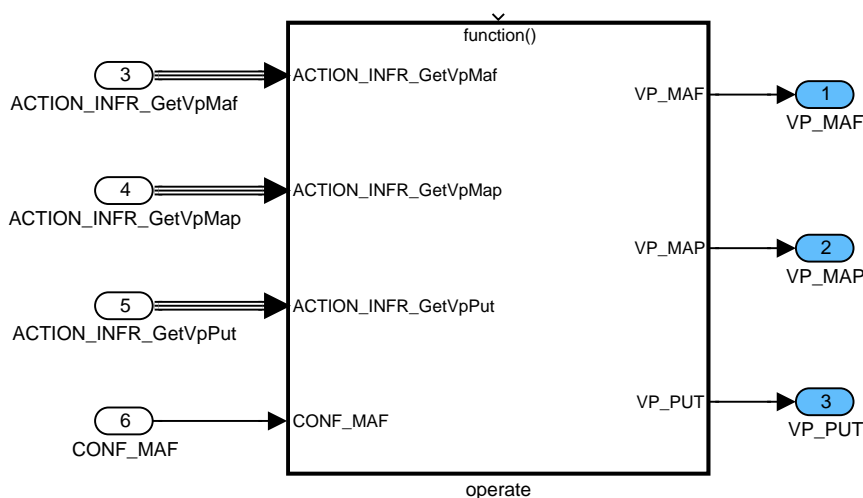 function()
3
ACTION_INFR_GetVpMaf
ACTION_INFR_GetVpMaf
VP_MAF
1
VP_MAF
4
ACTION_INFR_GetVpMap
ACTION_INFR_GetVpMap
VP_MAP
2
VP_MAP
5
ACTION_INFR_GetVpPut
ACTION_INFR_GetVpPut
6
CONF_MAF
CONF_MAF
VP_PUT
3
VP_PUT
operate